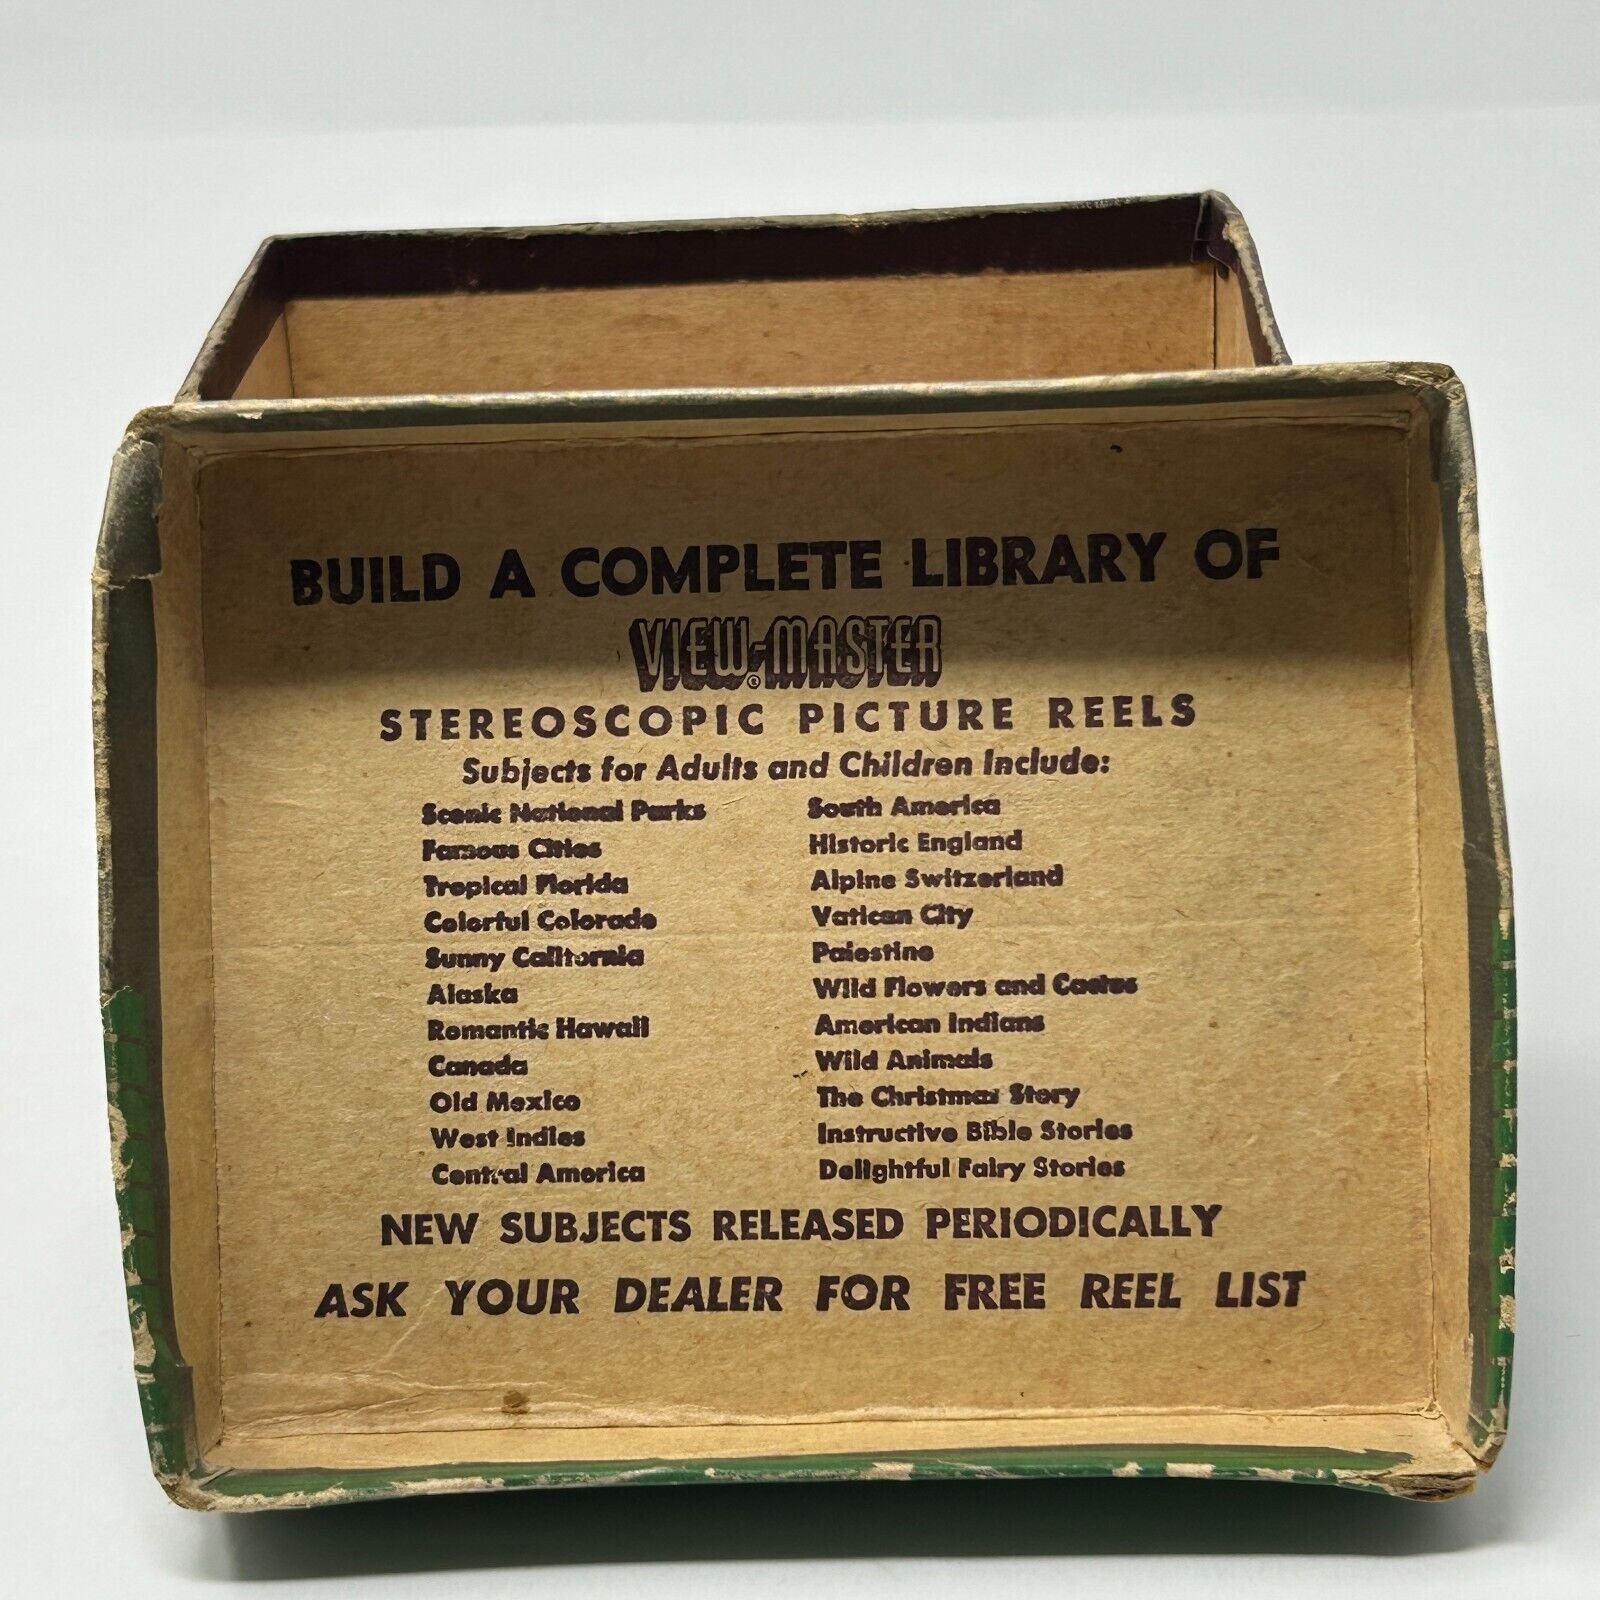 BUILD A COMPLETE LIBRARY OF
VIEW-MASTER®
STEREOSCOPIC PICTURE REELS
Subjects for Adults and Children Include:
Scenic National Parks
Famous Cities
Tropical Florida
Colorful Colorado
Sunny California
Alaska
Romantic Hawaii
Canada
Old Mexico
West Indies
Central America
South America
Historic England
Alpine Switzerland
Vatican City
Palestine
Wild Flowers and Cactus
American Indians
Wild Animals
The Christmas Story
Instructive Bible Stories
Delightful Fairy Stories
NEW SUBJECTS RELEASED PERIODICALLY
ASK YOUR DEALER FOR FREE REEL LIST